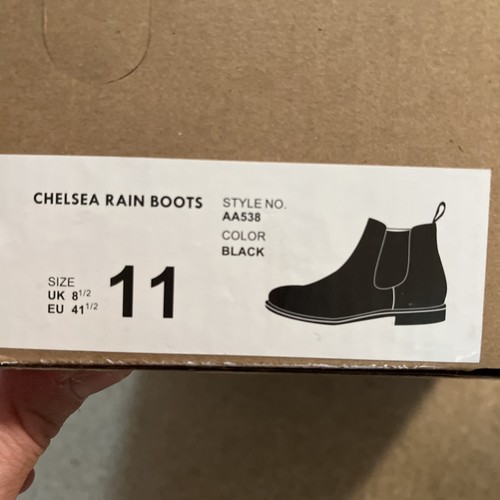 CHELSEA RAIN BOOTS
STYLE NO.
AA538
COLOR
BLACK
SIZE
UK 8 1/2
EU 41 1/2
11